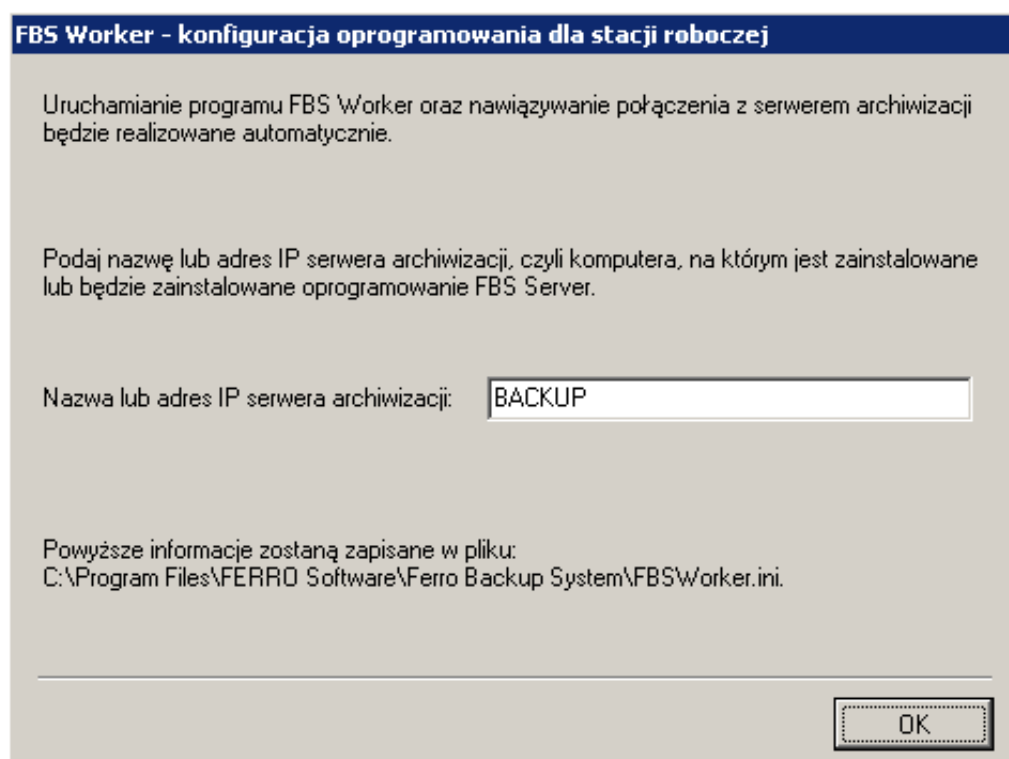 FBS Worker - konfiguracja oprogramowania dla stacji roboczej
Uruchamianie programu FBS Worker oraz nawiązywanie połączenia z serwerem archiwizacji
będzie realizowane automatycznie.
Podaj nazwę lub adres IP serwera archiwizacji, czyli komputera, na którym jest zainstalowane
lub będzie zainstalowane oprogramowanie FBS Server.
Nazwa lub adres IP serwera archiwizacji: BACKUP
Powyższe informacje zostaną zapisane w pliku:
C:\Program Files\FERRO Software\Ferro Backup System\FBSWorker.ini.
OK